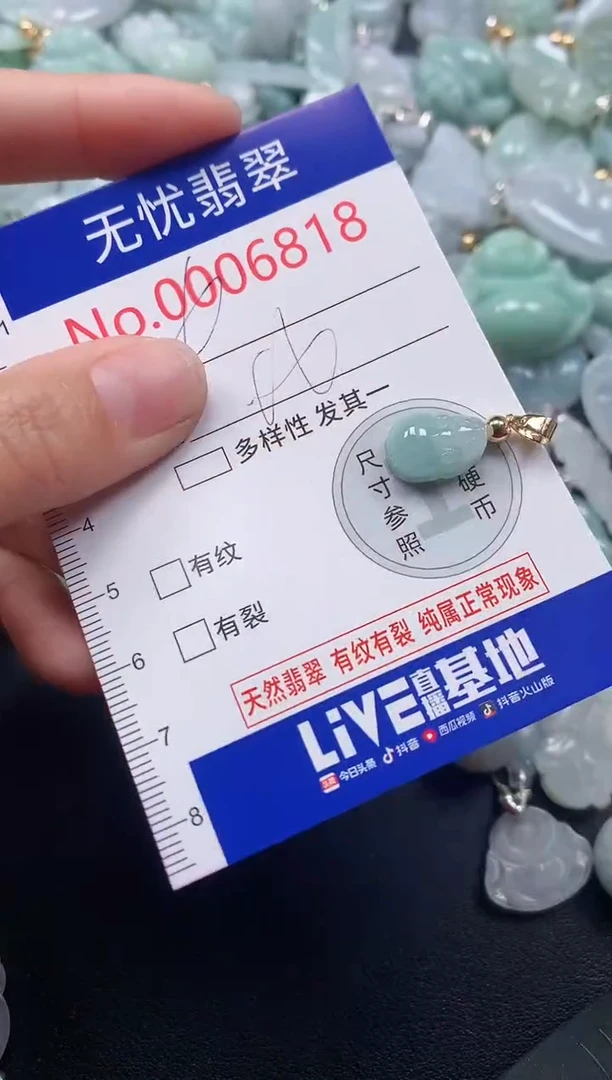 无忧翡翠
No.0006818
多样性 发其一
尺寸参照
硬币
4
有纹
5
有裂
6
天然翡翠 有纹有裂 纯属正常现象
7
LiVE直播基地
今日头条 抖音 西瓜视频 抖音火山版
8